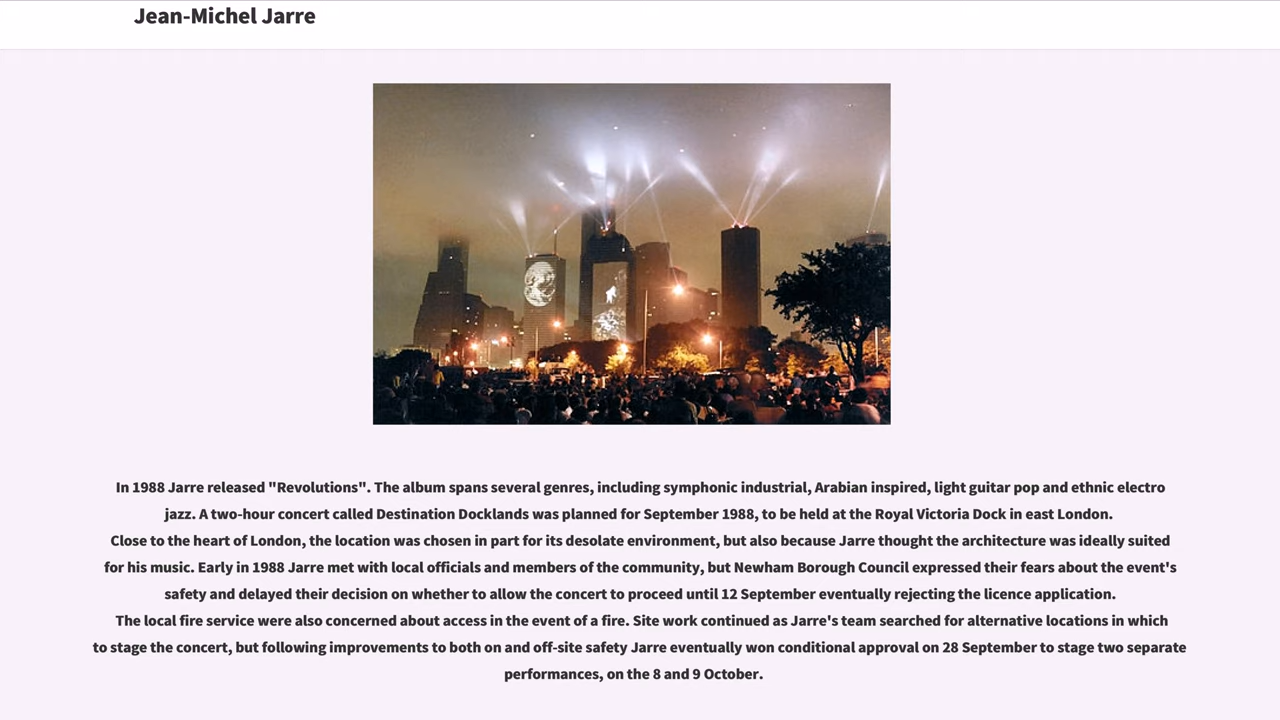 Jean-Michel Jarre
In 1988 Jarre released "Revolutions". The album spans several genres, including symphonic industrial, Arabian inspired, light guitar pop and ethnic electro
jazz. A two-hour concert called Destination Docklands was planned for September 1988, to be held at the Royal Victoria Dock in east London.
Close to the heart of London, the location was chosen in part for its desolate environment, but also because Jarre thought the architecture was ideally suited
for his music. Early in 1988 Jarre met with local officials and members of the community, but Newham Borough Council expressed their fears about the event's
safety and delayed their decision on whether to allow the concert to proceed until 12 September eventually rejecting the licence application.
The local fire service were also concerned about access in the event of a fire. Site work continued as Jarre's team searched for alternative locations in which
to stage the concert, but following improvements to both on and off-site safety Jarre eventually won conditional approval on 28 September to stage two separate
performances, on the 8 and 9 October.